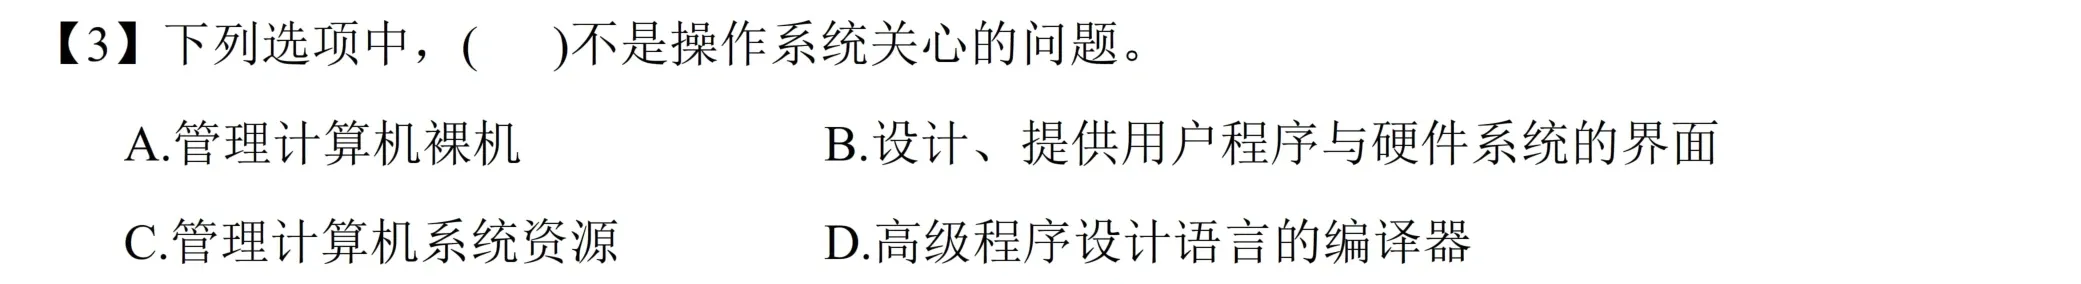 【3】下列选项中，(    )不是操作系统关心的问题。
A.管理计算机裸机    B.设计、提供用户程序与硬件系统的界面
C.管理计算机系统资源    D.高级程序设计语言的编译器